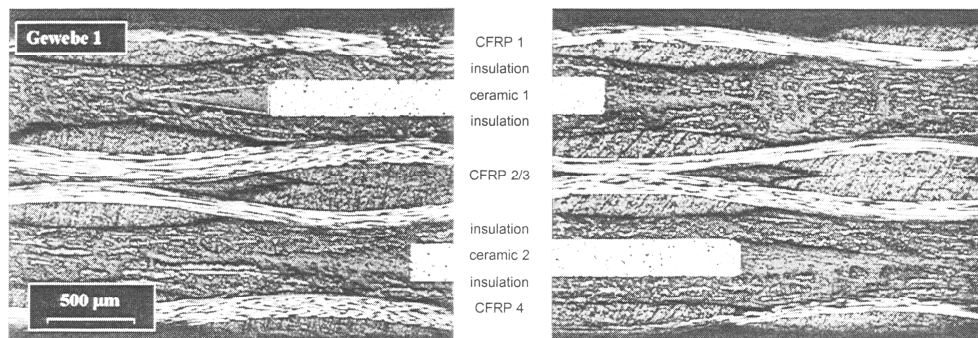 Gewebe 1
CFRP 1
insulation
ceramic 1
insulation
CFRP 2/3
insulation
ceramic 2
insulation
CFRP 4
500 µm